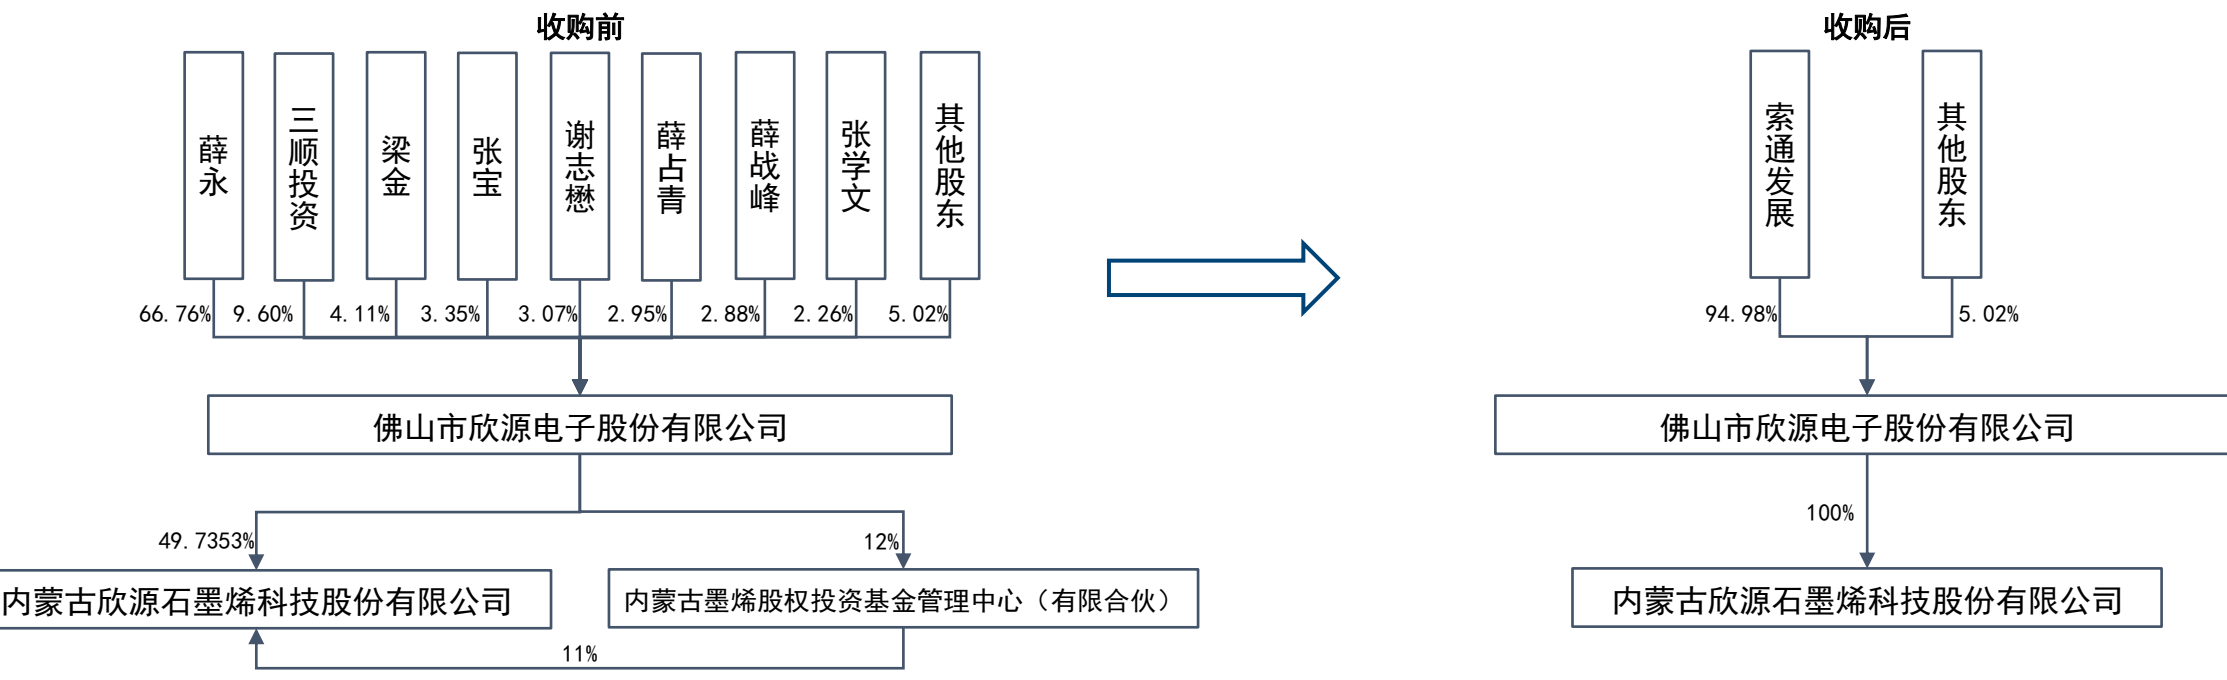 收购前
收购后
薛永
三顺投资
梁金
张宝
谢志懋
薛占青
薛战峰
张学文
其他股东
索通发展
其他股东
66.76%
9.60%
4.11%
3.35%
3.07%
2.95%
2.88%
2.26%
5.02%
94.98%
5.02%
佛山市欣源电子股份有限公司
佛山市欣源电子股份有限公司
49.7353%
12%
100%
内蒙古欣源石墨烯科技股份有限公司
内蒙古墨烯股权投资基金管理中心（有限合伙）
内蒙古欣源石墨烯科技股份有限公司
11%